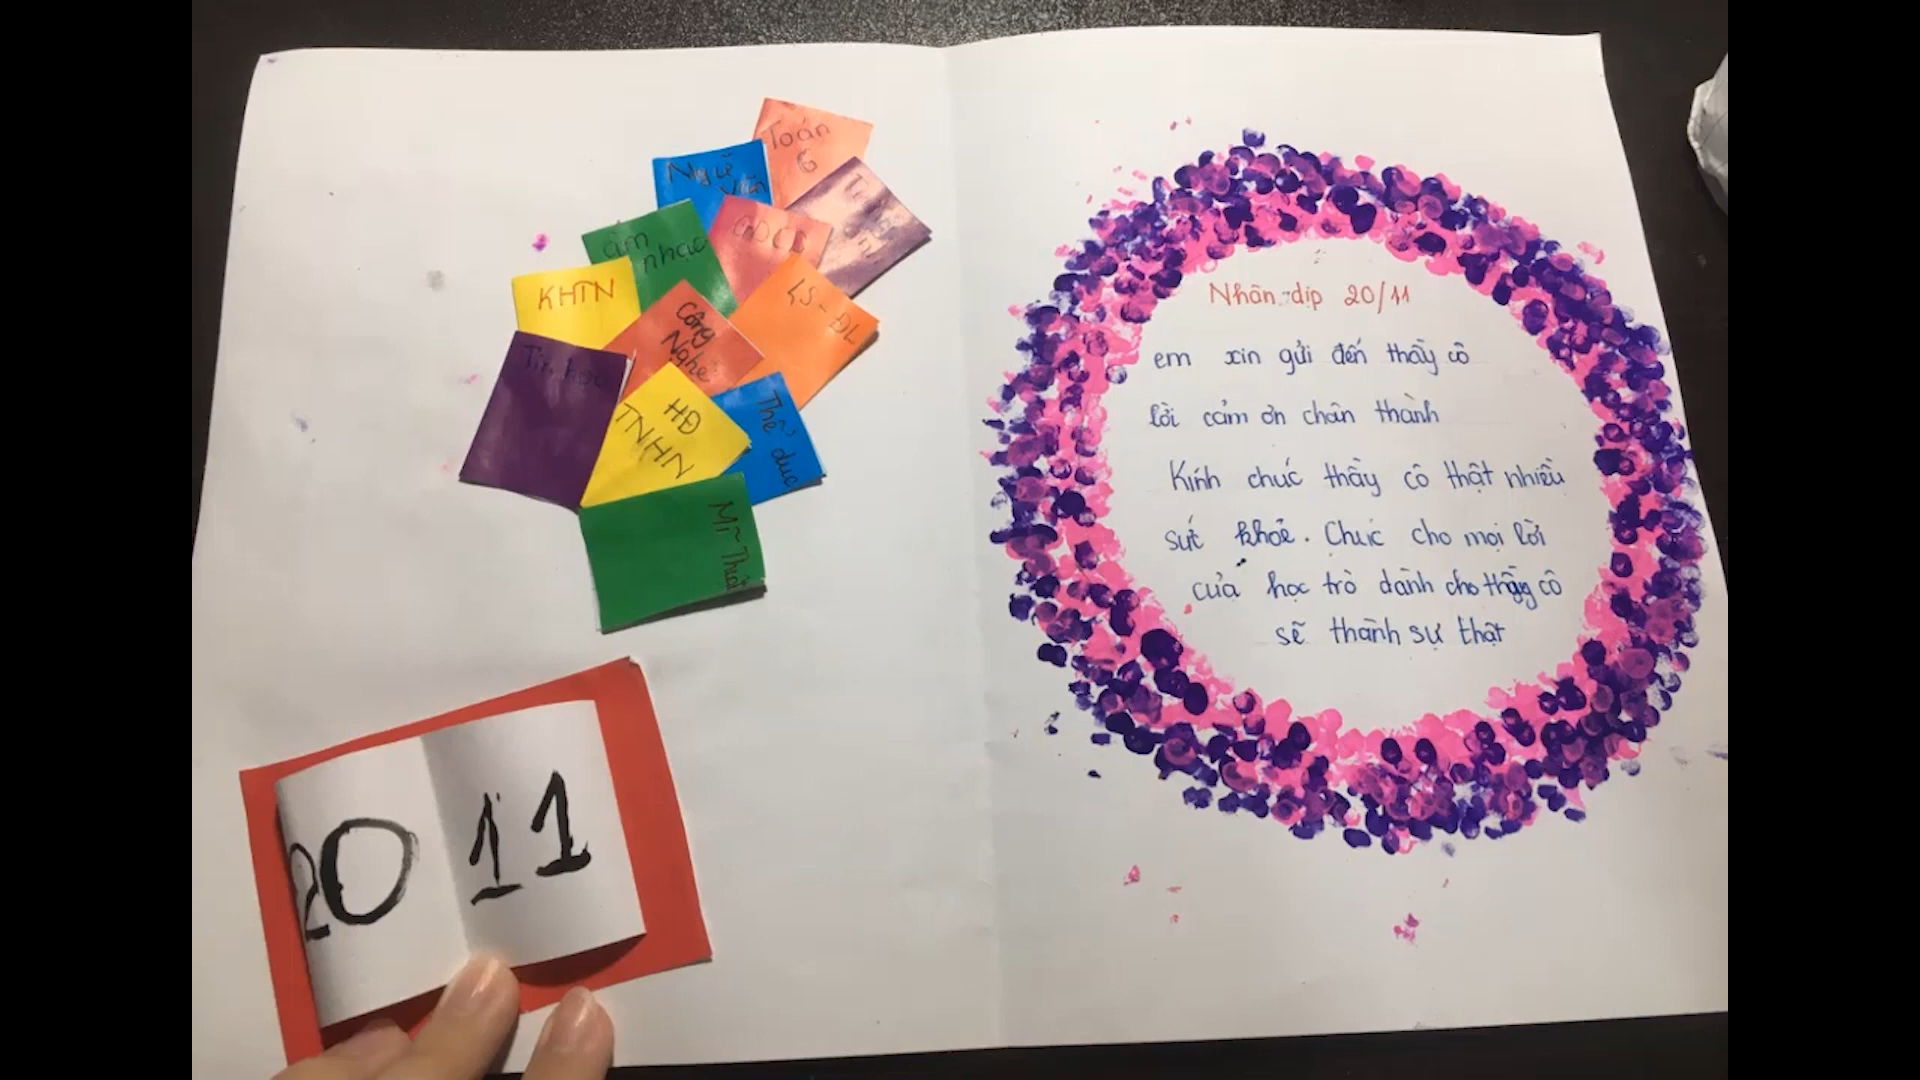 Toán
6
Ngữ
văn
âm
nhạc
GDCD
KHTN
LS-ĐL
Công
Nghệ
Tin học
HĐ
TNHN
Thể dục
20 11
Nhân dịp 20/11
em xin gửi đến thầy cô
lời cảm ơn chân thành
Kính chúc thầy cô thật nhiều
sức khỏe. Chúc cho mọi lời
của học trò dành cho thầy cô
sẽ thành sự thật